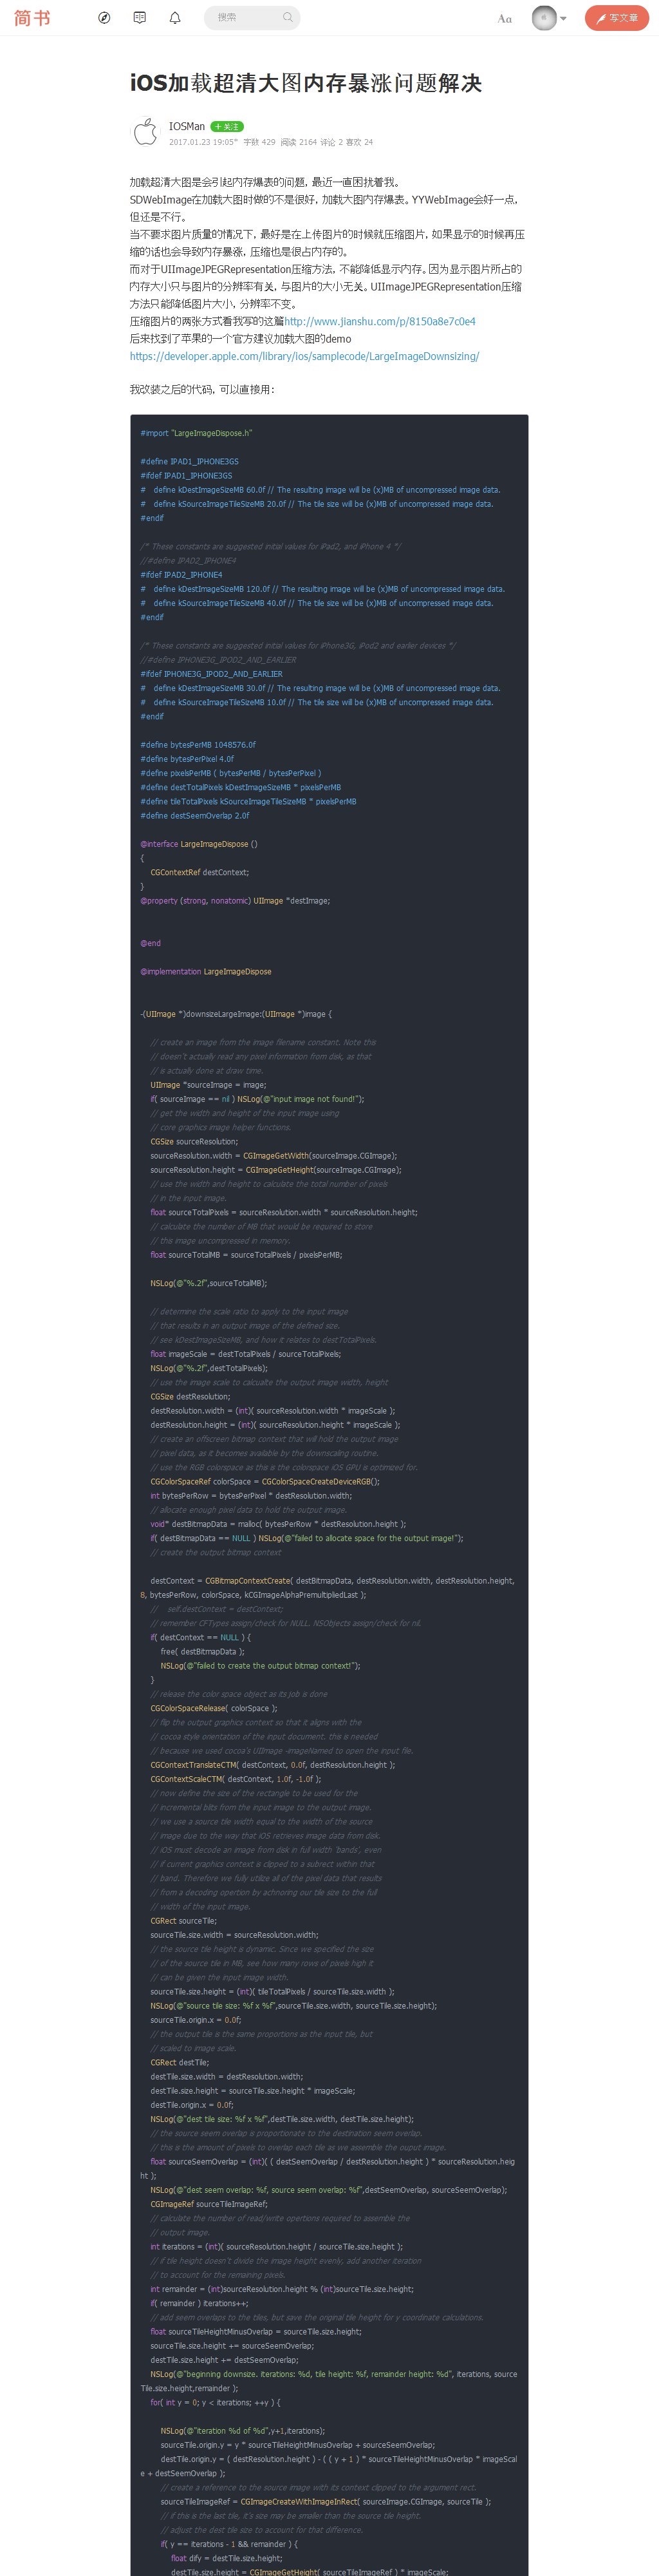 简书
搜索
Aa
写文章
iOS加载超清大图内存暴涨问题解决
IOSMan
+ 关注
2017.01.23 19:05* 字数 429 阅读 2164 评论 2 喜欢 24
加载超清大图是会引起内存爆表的问题，最近一直困扰着我。
SDWebImage在加载大图时做的不是很好，加载大图内存爆表。YYWebImage会好一点，
但还是不行。
当不要求图片质量的情况下，最好是在上传图片的时候就压缩图片，如果显示的时候再压
缩的话也会导致内存暴涨，压缩也是很占内存的。
而对于UIImageJPEGRepresentation压缩方法，不能降低显示内存。因为显示图片所占的
内存大小只与图片的分辨率有关，与图片的大小无关。UIImageJPEGRepresentation压缩
方法只能降低图片大小，分辨率不变。
压缩图片的两张方式看我写的这篇http://www.jianshu.com/p/8150a8e7c0e4
后来找到了苹果的一个官方建议加载大图的demo
https://developer.apple.com/library/ios/samplecode/LargeImageDownsizing/
我改装之后的代码，可以直接用：
#import "LargeImageDispose.h"
#define IPAD1_IPHONE3GS
#ifdef IPAD1_IPHONE3GS
#   define kDestImageSizeMB 60.0f // The resulting image will be (x)MB of uncompressed image data.
#   define kSourceImageTileSizeMB 20.0f // The tile size will be (x)MB of uncompressed image data.
#endif
/* These constants are suggested initial values for iPad2, and iPhone 4 */
//#define IPAD2_IPHONE4
#ifdef IPAD2_IPHONE4
#   define kDestImageSizeMB 120.0f // The resulting image will be (x)MB of uncompressed image data.
#   define kSourceImageTileSizeMB 40.0f // The tile size will be (x)MB of uncompressed image data.
#endif
/* These constants are suggested initial values for iPhone3G, iPod2 and earlier devices */
//#define IPHONE3G_IPOD2_AND_EARLIER
#ifdef IPHONE3G_IPOD2_AND_EARLIER
#   define kDestImageSizeMB 30.0f // The resulting image will be (x)MB of uncompressed image data.
#   define kSourceImageTileSizeMB 10.0f // The tile size will be (x)MB of uncompressed image data.
#endif
#define bytesPerMB 1048576.0f
#define bytesPerPixel 4.0f
#define pixelsPerMB ( bytesPerMB / bytesPerPixel )
#define destTotalPixels kDestImageSizeMB * pixelsPerMB
#define tileTotalPixels kSourceImageTileSizeMB * pixelsPerMB
#define destSeemOverlap 2.0f
@interface LargeImageDispose ()
{
CGContextRef destContext;
}
@property (strong, nonatomic) UIImage *destImage;
@end
@implementation LargeImageDispose
-(UIImage *)downsizeLargeImage:(UIImage *)image {
// create an image from the image filename constant. Note this
// doesn't actually read any pixel information from disk, as that
// is actually done at draw time.
UIImage *sourceImage = image;
if( sourceImage == nil ) NSLog(@"input image not found!");
// get the width and height of the input image using
// core graphics image helper functions.
CGSize sourceResolution;
sourceResolution.width = CGImageGetWidth(sourceImage.CGImage);
sourceResolution.height = CGImageGetHeight(sourceImage.CGImage);
// use the width and height to calculate the total number of pixels
// in the input image.
float sourceTotalPixels = sourceResolution.width * sourceResolution.height;
// calculate the number of MB that would be required to store
// this image uncompressed in memory.
float sourceTotalMB = sourceTotalPixels / pixelsPerMB;
NSLog(@"%.2f",sourceTotalMB);
// determine the scale ratio to apply to the input image
// that results in an output image of the defined size.
// see kDestImageSizeMB, and how it relates to destTotalPixels.
float imageScale = destTotalPixels / sourceTotalPixels;
NSLog(@"%.2f",destTotalPixels);
// use the image scale to calcualte the output image width, height
CGSize destResolution;
destResolution.width = (int)( sourceResolution.width * imageScale );
destResolution.height = (int)( sourceResolution.height * imageScale );
// create an offscreen bitmap context that will hold the output image
// pixel data, as it becomes available by the downscaling routine.
// use the RGB colorspace as this is the colorspace iOS GPU is optimized for.
CGColorSpaceRef colorSpace = CGColorSpaceCreateDeviceRGB();
int bytesPerRow = bytesPerPixel * destResolution.width;
// allocate enough pixel data to hold the output image.
void* destBitmapData = malloc( bytesPerRow * destResolution.height );
if( destBitmapData == NULL ) NSLog(@"failed to allocate space for the output image!");
// create the output bitmap context
destContext = CGBitmapContextCreate( destBitmapData, destResolution.width, destResolution.height,
8, bytesPerRow, colorSpace, kCGImageAlphaPremultipliedLast );
//    self.destContext = destContext;
// remember CFTypes assign/check for NULL. NSObjects assign/check for nil.
if( destContext == NULL ) {
free( destBitmapData );
NSLog(@"failed to create the output bitmap context!");
}
// release the color space object as its job is done
CGColorSpaceRelease( colorSpace );
// flip the output graphics context so that it aligns with the
// cocoa style orientation of the input document. this is needed
// because we used cocoa's UIImage -imageNamed to open the input file.
CGContextTranslateCTM( destContext, 0.0f, destResolution.height );
CGContextScaleCTM( destContext, 1.0f, -1.0f );
// now define the size of the rectangle to be used for the
// incremental blits from the input image to the output image.
// we use a source tile width equal to the width of the source
// image due to the way that iOS retrieves image data from disk.
// iOS must decode an image from disk in full width 'bands', even
// if current graphics context is clipped to a subrect within that
// band. Therefore we fully utilize all of the pixel data that results
// from a decoding opertion by achnoring our tile size to the full
// width of the input image.
CGRect sourceTile;
sourceTile.size.width = sourceResolution.width;
// the source tile height is dynamic. Since we specified the size
// of the source tile in MB, see how many rows of pixels high it
// can be given the input image width.
sourceTile.size.height = (int)( tileTotalPixels / sourceTile.size.width );
NSLog(@"source tile size: %f x %f",sourceTile.size.width, sourceTile.size.height);
sourceTile.origin.x = 0.0f;
// the output tile is the same proportions as the input tile, but
// scaled to image scale.
CGRect destTile;
destTile.size.width = destResolution.width;
destTile.size.height = sourceTile.size.height * imageScale;
destTile.origin.x = 0.0f;
NSLog(@"dest tile size: %f x %f",destTile.size.width, destTile.size.height);
// the source seem overlap is proportionate to the destination seem overlap.
// this is the amount of pixels to overlap each tile as we assemble the ouput image.
float sourceSeemOverlap = (int)( ( destSeemOverlap / destResolution.height ) * sourceResolution.heig
ht );
NSLog(@"dest seem overlap: %f, source seem overlap: %f",destSeemOverlap, sourceSeemOverlap);
CGImageRef sourceTileImageRef;
// calculate the number of read/write opertions required to assemble the
// output image.
int iterations = (int)( sourceResolution.height / sourceTile.size.height );
// if tile height doesn't divide the image height evenly, add another iteration
// to account for the remaining pixels.
int remainder = (int)sourceResolution.height % (int)sourceTile.size.height;
if( remainder ) iterations++;
// add seem overlaps to the tiles, but save the original tile height for y coordinate calculations.
float sourceTileHeightMinusOverlap = sourceTile.size.height;
sourceTile.size.height += sourceSeemOverlap;
destTile.size.height += destSeemOverlap;
NSLog(@"beginning downsize. iterations: %d, tile height: %f, remainder height: %d", iterations, source
Tile.size.height,remainder );
for( int y = 0; y < iterations; ++y ) {
NSLog(@"iteration %d of %d",y+1,iterations);
sourceTile.origin.y = y * sourceTileHeightMinusOverlap + sourceSeemOverlap;
destTile.origin.y = ( destResolution.height ) - ( ( y + 1 ) * sourceTileHeightMinusOverlap * imageScal
e + destSeemOverlap );
// create a reference to the source image with its context clipped to the argument rect.
sourceTileImageRef = CGImageCreateWithImageInRect( sourceImage.CGImage, sourceTile );
// if this is the last tile, it's size may be smaller than the source tile height.
// adjust the dest tile size to account for that difference.
if( y == iterations - 1 && remainder ) {
float dify = destTile.size.height;
destTile.size.height = CGImageGetHeight( sourceTileImageRef ) * imageScale;